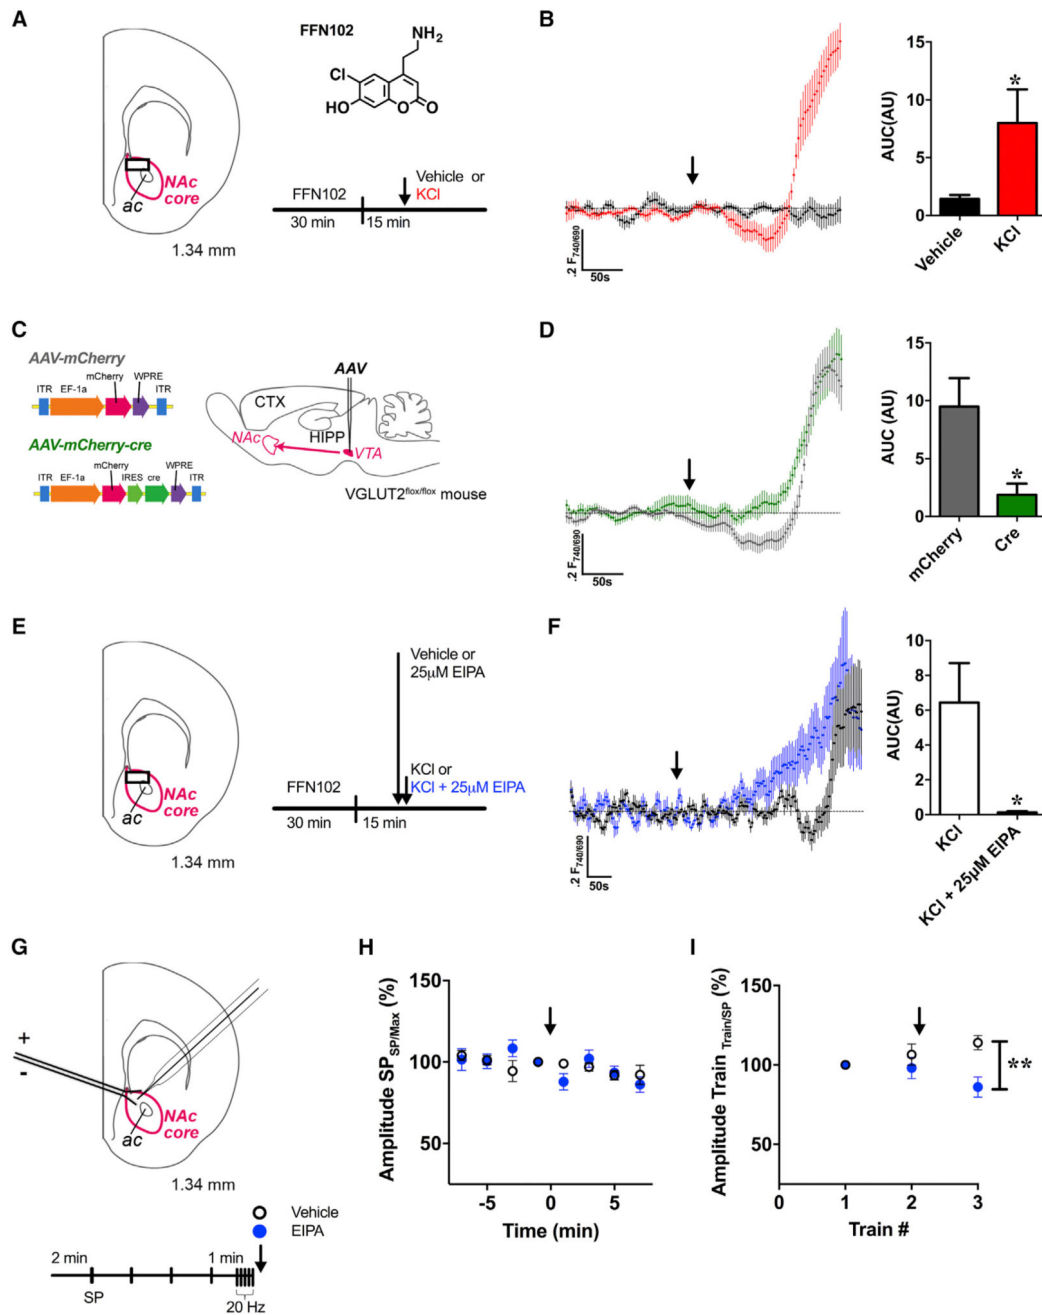 A
FFN102
NH₂
Cl
HO
O
O
NAc
core
ac
1.34 mm
Vehicle or
KCl
FFN102
30 min
15 min
B
.2 F740/690
50s
AUC(AU)
15
10
5
0
*
Vehicle
KCl
C
AAV-mCherry
mCherry
WPRE
ITR
EF-1a
ITR
AAV-mCherry-cre
mCherry
WPRE
ITR
EF-1a
IRES
cre
ITR
AAV
CTX
HIPP
NAc
VTA
VGLUT2flox/flox mouse
D
.2 F740/690
50s
AUC (AU)
15
10
5
0
*
mCherry
Cre
E
NAc
core
ac
1.34 mm
Vehicle or
25μM EIPA
KCl or
KCl + 25μM EIPA
FFN102
30 min
15 min
F
.2 F740/690
50s
AUC(AU)
10
8
6
4
2
0
*
KCl
KCl + 25μM EIPA
G
+
-
NAc
core
ac
1.34 mm
Vehicle
EIPA
2 min
1 min
SP
20 Hz
H
Amplitude SP SP/Max (%)
150
100
50
-5
0
5
Time (min)
I
Amplitude Train Train/SP (%)
150
100
50
**
0
1
2
3
Train #